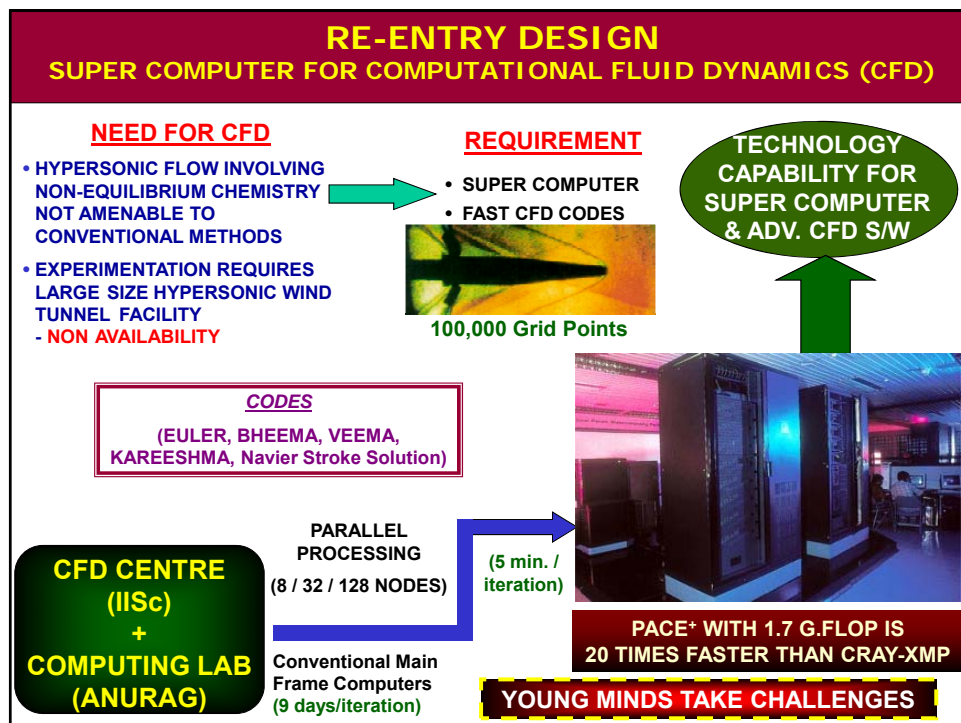 RE-ENTRY DESIGN
SUPER COMPUTER FOR COMPUTATIONAL FLUID DYNAMICS (CFD)
NEED FOR CFD
• HYPERSONIC FLOW INVOLVING
NON-EQUILIBRIUM CHEMISTRY
NOT AMENABLE TO
CONVENTIONAL METHODS
• EXPERIMENTATION REQUIRES
LARGE SIZE HYPERSONIC WIND
TUNNEL FACILITY
- NON AVAILABILITY
REQUIREMENT
• SUPER COMPUTER
• FAST CFD CODES
100,000 Grid Points
TECHNOLOGY
CAPABILITY FOR
SUPER COMPUTER
& ADV. CFD S/W
CODES
(EULER, BHEEMA, VEEMA,
KAREESHMA, Navier Stroke Solution)
CFD CENTRE
(IISc)
+
COMPUTING LAB
(ANURAG)
PARALLEL
PROCESSING
(8 / 32 / 128 NODES)
(5 min. /
iteration)
Conventional Main
Frame Computers
(9 days/iteration)
PACE+ WITH 1.7 G.FLOP IS
20 TIMES FASTER THAN CRAY-XMP
YOUNG MINDS TAKE CHALLENGES